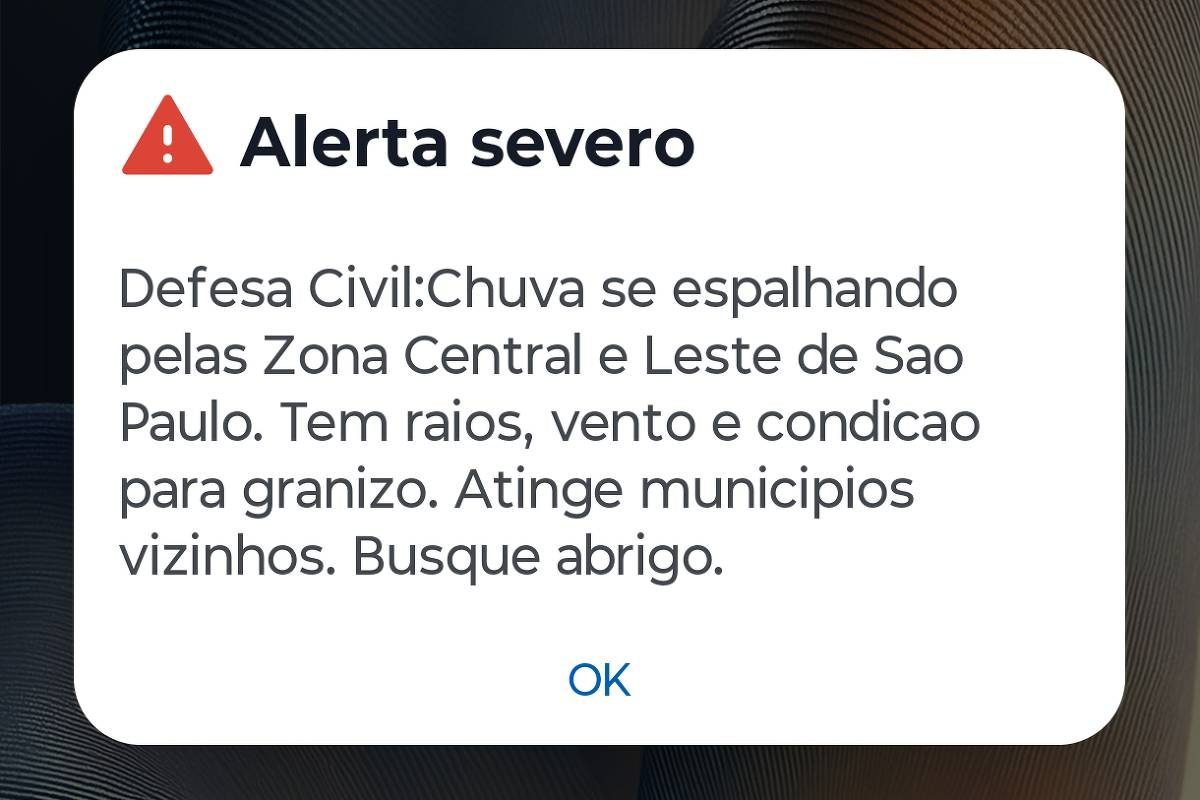 Alerta severo
Defesa Civil:Chuva se espalhando
pelas Zona Central e Leste de Sao
Paulo. Tem raios, vento e condicao
para granizo. Atinge municipios
vizinhos. Busque abrigo.
OK